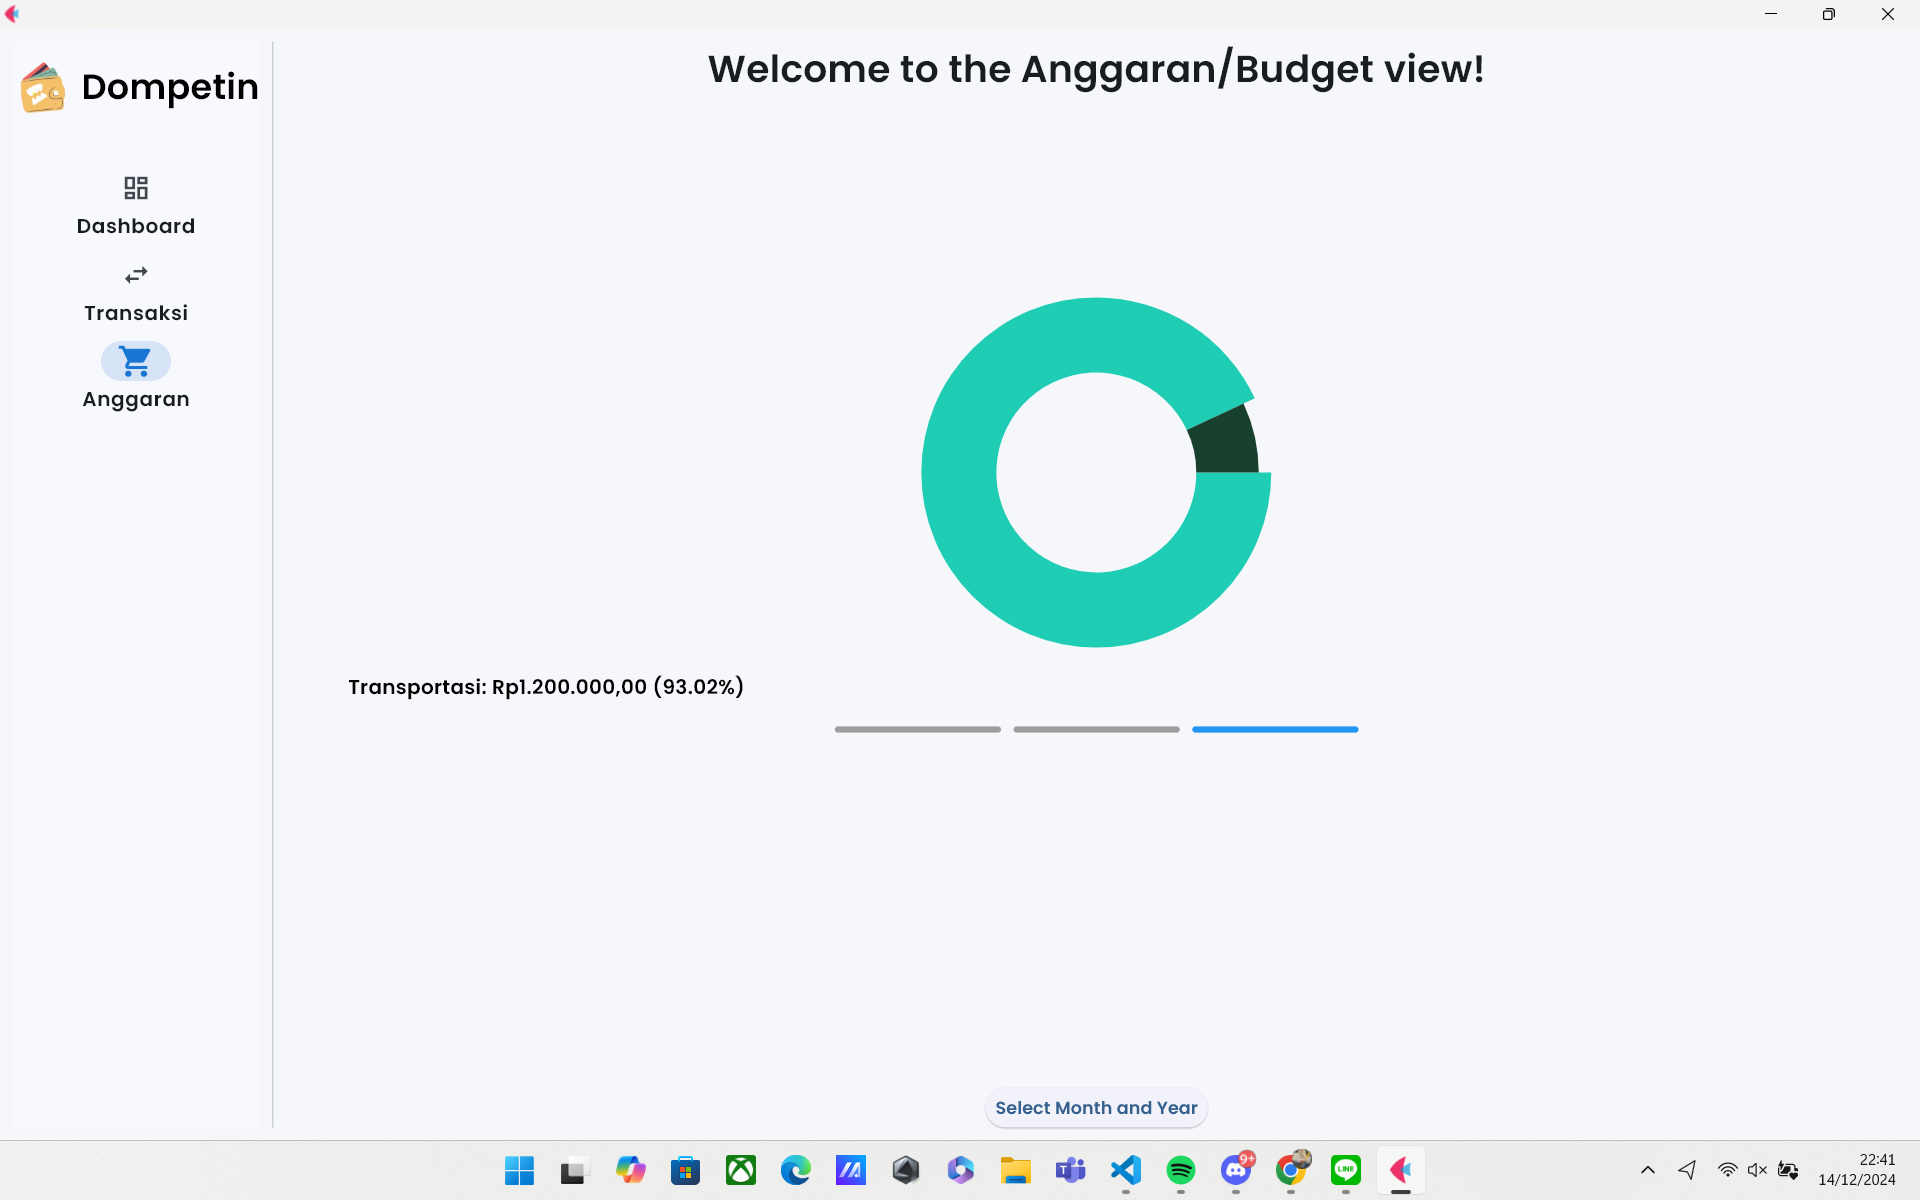 Dompetin
Welcome to the Anggaran/Budget view!
Dashboard
Transaksi
Anggaran
Transportasi: Rp1.200.000,00 (93.02%)
Select Month and Year
9+
LINE
22:41
14/12/2024